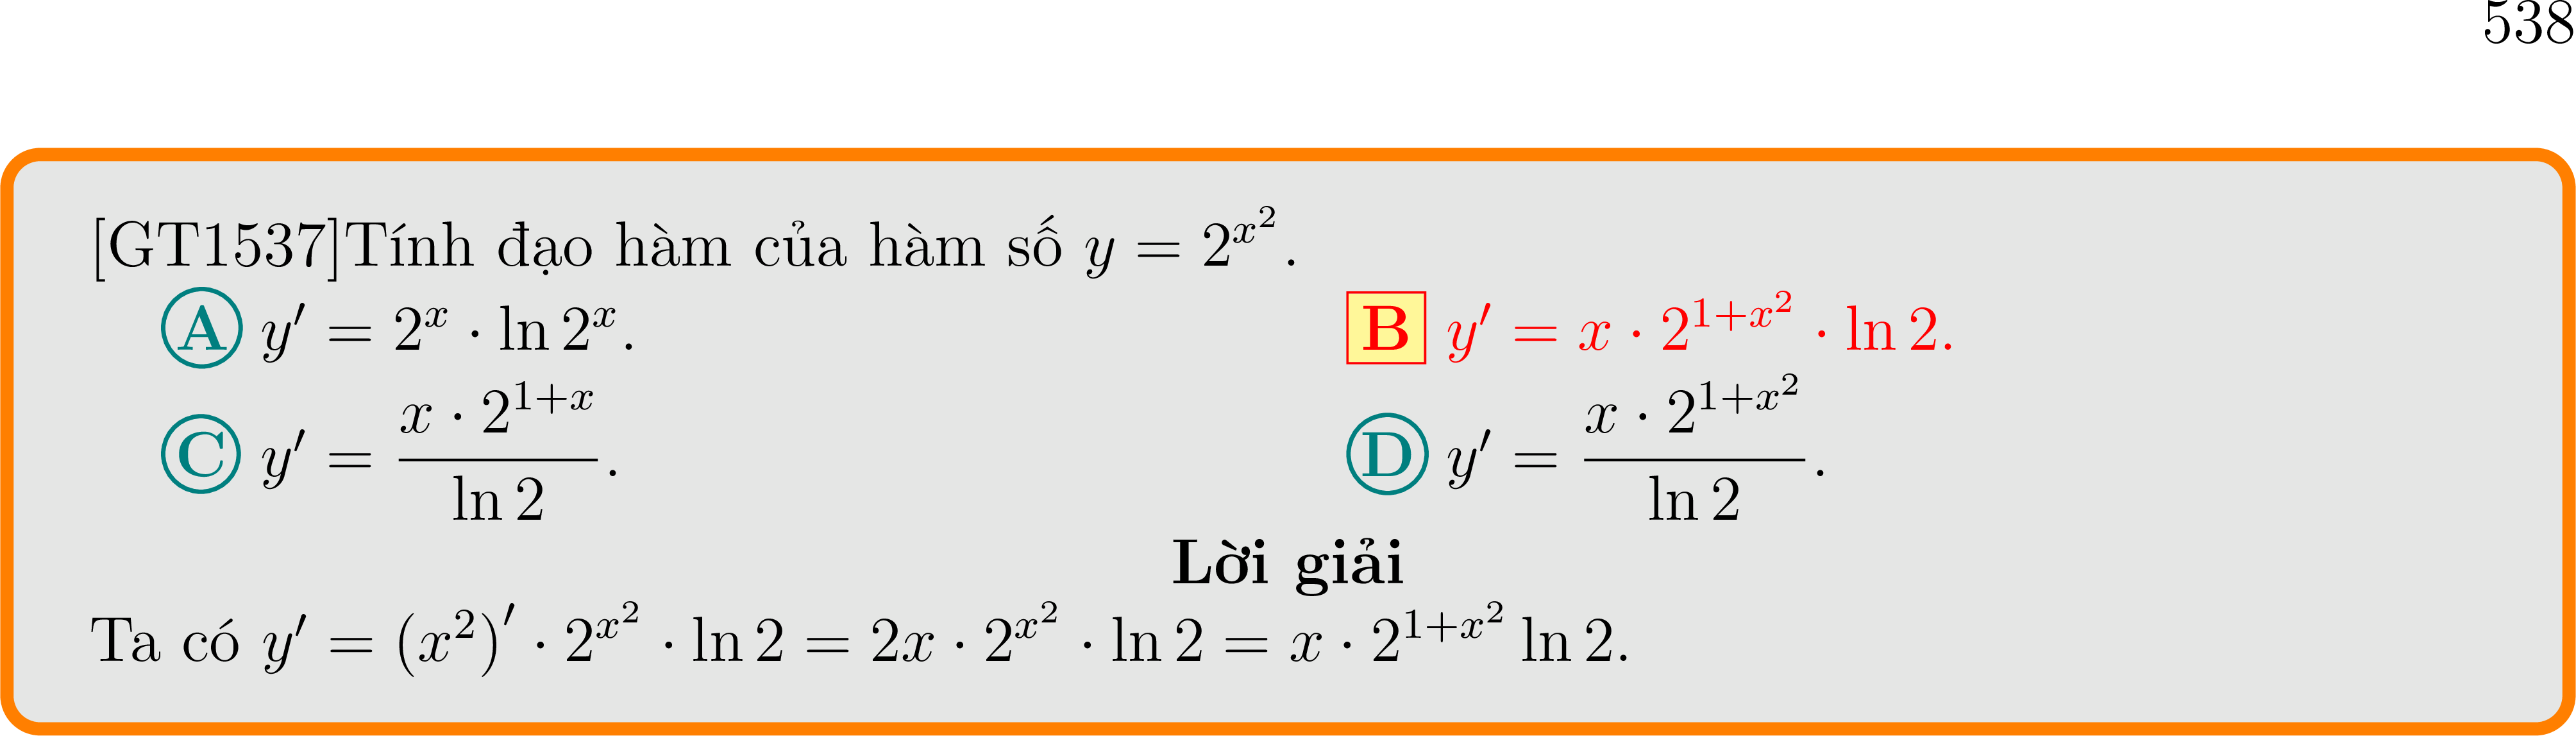 538
[GT1537]Tính đạo hàm của hàm số $y = 2^{x^2}$.
A $y' = 2^x \cdot \ln 2^x$. B $y' = x \cdot 2^{1+x^2} \cdot \ln 2$.
C $y' = \frac{x \cdot 2^{1+x}}{\ln 2}$. D $y' = \frac{x \cdot 2^{1+x^2}}{\ln 2}$.
Lời giải
Ta có $y' = (x^2)' \cdot 2^{x^2} \cdot \ln 2 = 2x \cdot 2^{x^2} \cdot \ln 2 = x \cdot 2^{1+x^2} \ln 2$.